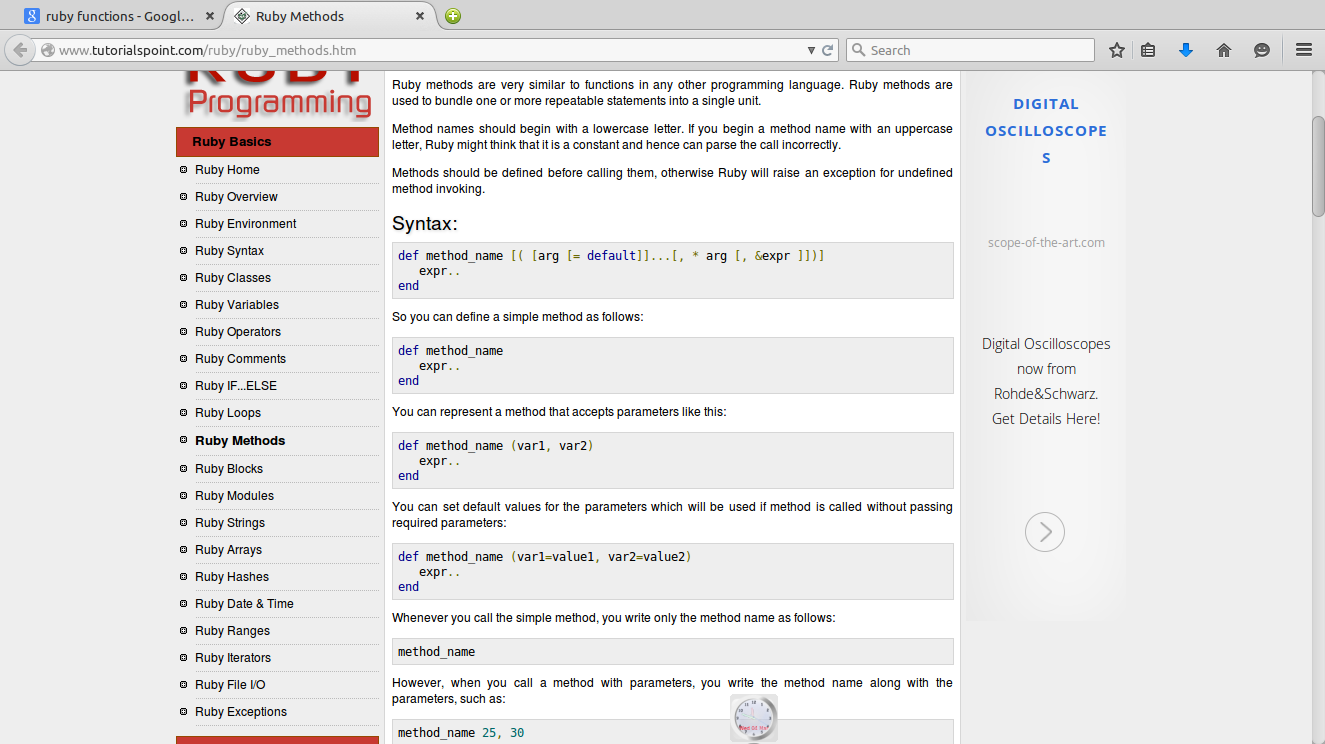 ruby functions - Googl...
Ruby Methods
www.tutorialspoint.com/ruby/ruby_methods.htm
Search
Programming
Ruby Basics
Ruby Home
Ruby Overview
Ruby Environment
Ruby Syntax
Ruby Classes
Ruby Variables
Ruby Operators
Ruby Comments
Ruby IF...ELSE
Ruby Loops
Ruby Methods
Ruby Blocks
Ruby Modules
Ruby Strings
Ruby Arrays
Ruby Hashes
Ruby Date & Time
Ruby Ranges
Ruby Iterators
Ruby File I/O
Ruby Exceptions
Ruby methods are very similar to functions in any other programming language. Ruby methods are
used to bundle one or more repeatable statements into a single unit.
Method names should begin with a lowercase letter. If you begin a method name with an uppercase
letter, Ruby might think that it is a constant and hence can parse the call incorrectly.
Methods should be defined before calling them, otherwise Ruby will raise an exception for undefined
method invoking.
Syntax:
def method_name [( [arg [= default]]...[, * arg [, &expr ]])]
expr..
end
So you can define a simple method as follows:
def method_name
expr..
end
You can represent a method that accepts parameters like this:
def method_name (var1, var2)
expr..
end
You can set default values for the parameters which will be used if method is called without passing
required parameters:
def method_name (var1=value1, var2=value2)
expr..
end
Whenever you call the simple method, you write only the method name as follows:
method_name
However, when you call a method with parameters, you write the method name along with the
parameters, such as:
method_name 25, 30
DIGITAL
OSCILLOSCOPE
S
scope-of-the-art.com
Digital Oscilloscopes
now from
Rohde&Schwarz.
Get Details Here!